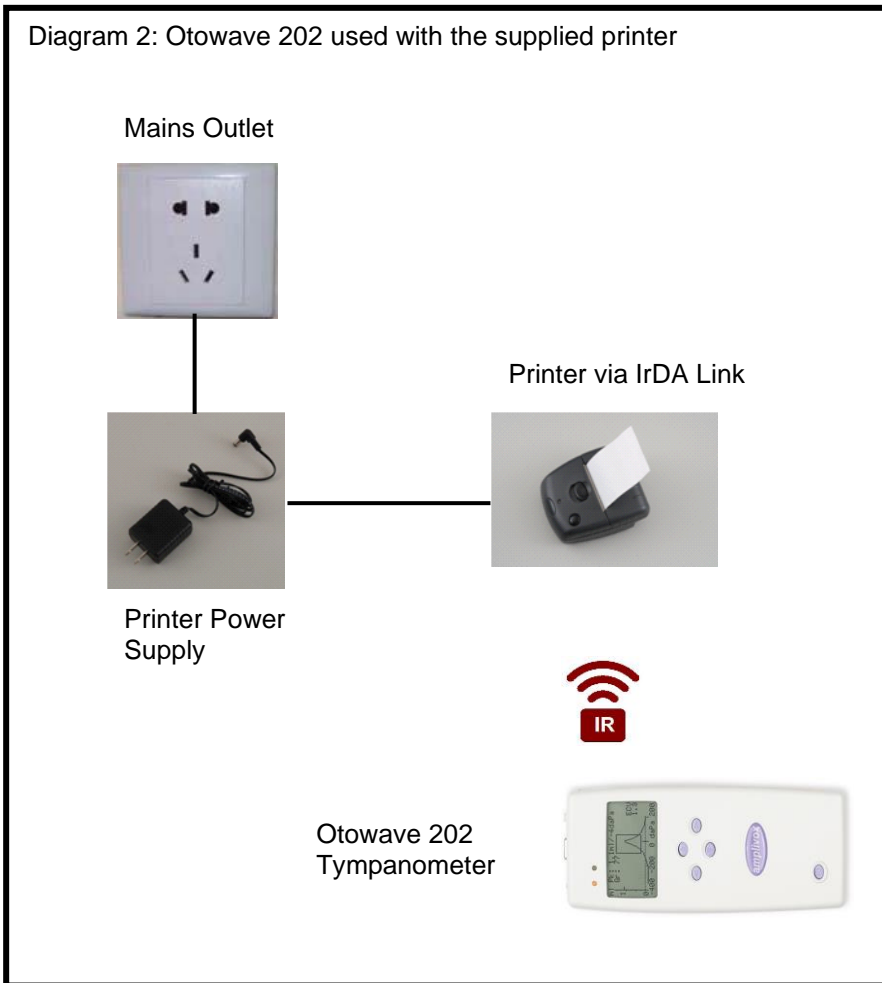 Diagram 2: Otowave 202 used with the supplied printer
Mains Outlet
Printer via IrDA Link
Printer Power
Supply
IR
Otowave 202
Tympanometer
amplivox